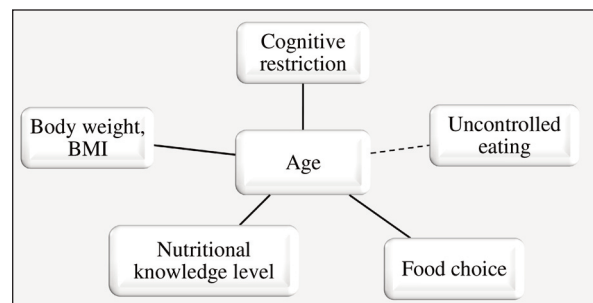 Cognitive
restriction
Body weight,
BMI
Uncontrolled
eating
Age
Nutritional
knowledge level
Food choice